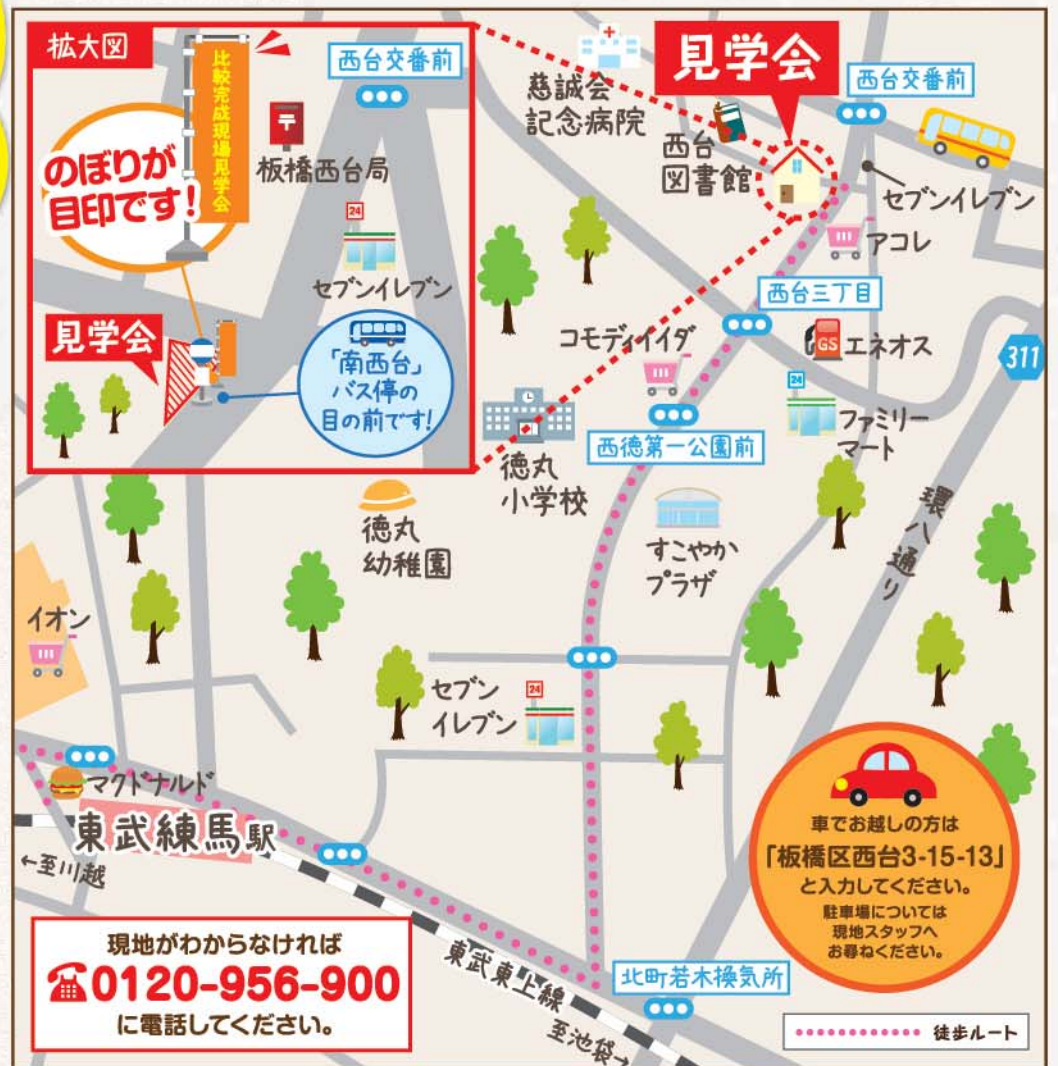 拡大図
比較完成現場見学会
のぼりが
目印です!
西台交番前
〒
板橋西台局
24
セブンイレブン
見学会
「南西台」
バス停の
目の前です!
慈誠会
記念病院
見学会
西台
図書館
西台交番前
セブンイレブン
アコレ
西台三丁目
コモディイイダ
GS
エネオス
311
24
ファミリー
マート
西徳第一公園前
徳丸
小学校
徳丸
幼稚園
すこやか
プラザ
環八通り
イオン
セブン
イレブン
24
マクドナルド
東武練馬駅
←至川越
車でお越しの方は
「板橋区西台3-15-13」
と入力してください。
駐車場については
現地スタッフへ
お尋ねください。
現地がわからなければ
0120-956-900
に電話してください。
東武東上線
至池袋→
北町若木換気所
徒歩ルート